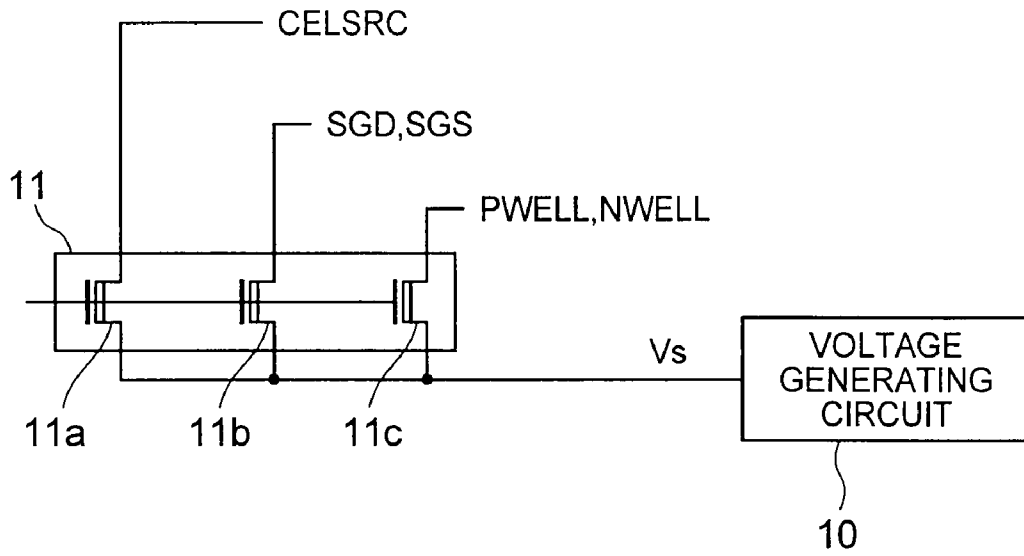 CELSRC
SGD,SGS
11
PWELL,NWELL
Vs
VOLTAGE
GENERATING
CIRCUIT
11a
11b
11c
10